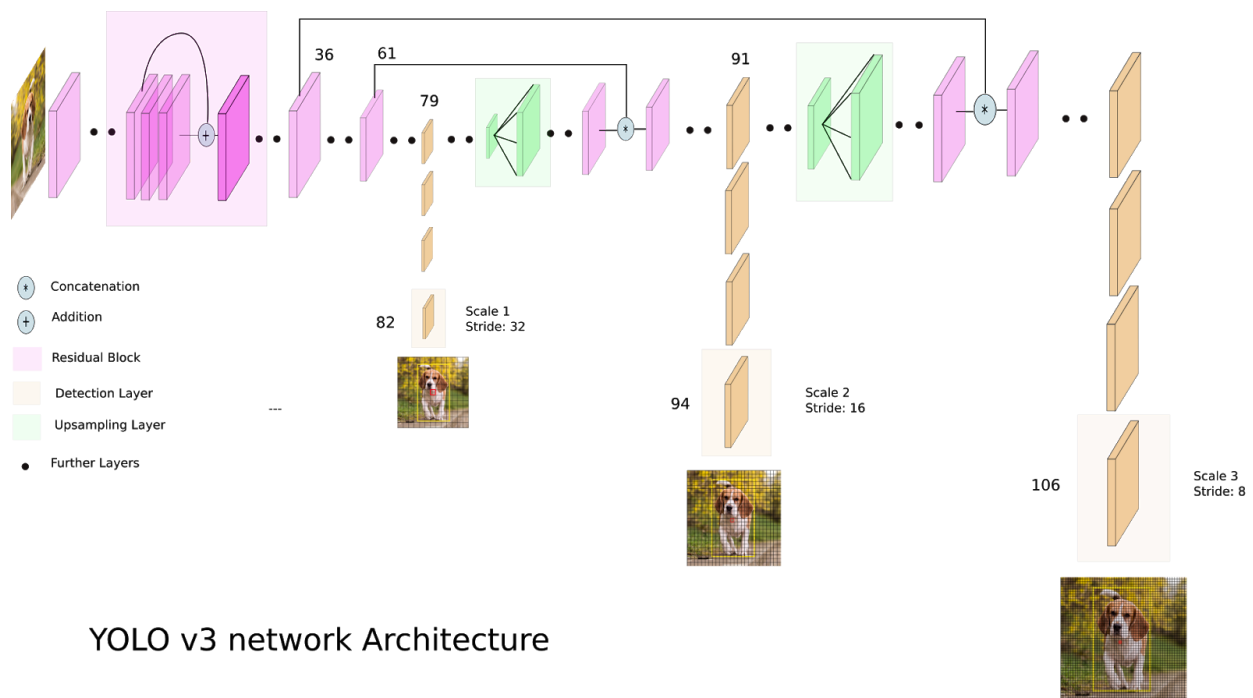 36
61
91
79
+
*
*
82
Scale 1
Stride: 32
94
Scale 2
Stride: 16
106
Scale 3
Stride: 8
* Concatenation
+ Addition
Residual Block
Detection Layer
Upsampling Layer
Further Layers
---
YOLO v3 network Architecture